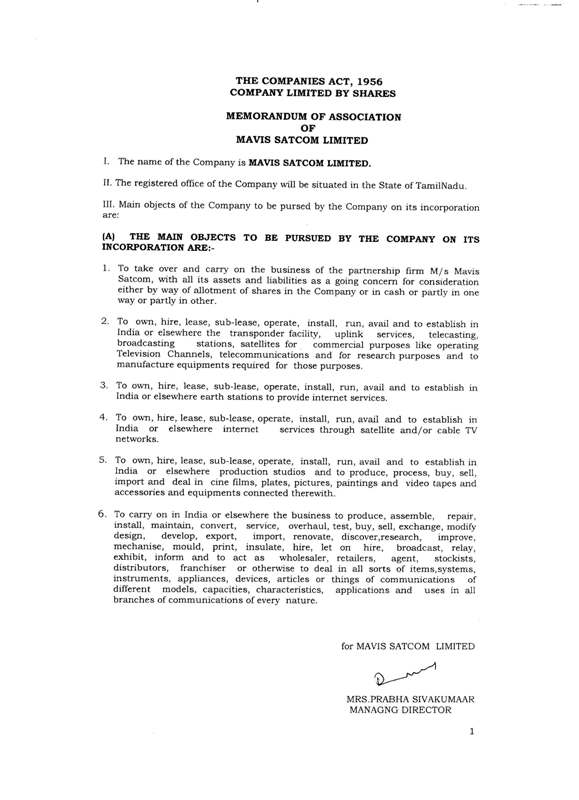 THE COMPANIES ACT, 1956
COMPANY LIMITED BY SHARES
MEMORANDUM OF ASSOCIATION
OF
MAVIS SATCOM LIMITED
I. The name of the Company is MAVIS SATCOM LIMITED.
II. The registered office of the Company will be situated in the State of TamilNadu.
III. Main objects of the Company to be pursed by the Company on its incorporation
are:
(A) THE MAIN OBJECTS TO BE PURSUED BY THE COMPANY ON ITS
INCORPORATION ARE:-
1. To take over and carry on the business of the partnership firm M/s Mavis
Satcom, with all its assets and liabilities as a going concern for consideration
either by way of allotment of shares in the Company or in cash or partly in one
way or partly in other.
2. To own, hire, lease, sub-lease, operate, install, run, avail and to establish in
India or elsewhere the transponder facility, uplink services, telecasting,
broadcasting stations, satellites for commercial purposes like operating
Television Channels, telecommunications and for research purposes and to
manufacture equipments required for those purposes.
3. To own, hire, lease, sub-lease, operate, install, run, avail and to establish in
India or elsewhere earth stations to provide internet services.
4. To own, hire, lease, sub-lease, operate, install, run, avail and to establish in
India or elsewhere internet services through satellite and/or cable TV
networks.
5. To own, hire, lease, sub-lease, operate, install, run, avail and to establish in
India or elsewhere production studios and to produce, process, buy, sell,
import and deal in cine films, plates, pictures, paintings and video tapes and
accessories and equipments connected therewith.
6. To carry on in India or elsewhere the business to produce, assemble, repair,
install, maintain, convert, service, overhaul, test, buy, sell, exchange, modify
design, develop, export, import, renovate, discover,research, improve,
mechanise, mould, print, insulate, hire, let on hire, broadcast, relay,
exhibit, inform and to act as wholesaler, retailers, agent, stockists,
distributors, franchiser or otherwise to deal in all sorts of items,systems,
instruments, appliances, devices, articles or things of communications of
different models, capacities, characteristics, applications and uses in all
branches of communications of every nature.
for MAVIS SATCOM LIMITED
MRS.PRABHA SIVAKUMAAR
MANAGNG DIRECTOR
1